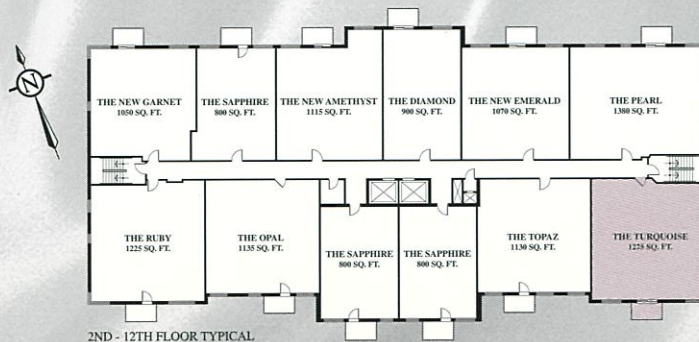 N
THE NEW GARNET
1050 SQ. FT.
THE SAPPHIRE
800 SQ. FT.
THE NEW AMETHYST
1115 SQ. FT.
THE DIAMOND
900 SQ. FT.
THE NEW EMERALD
1070 SQ. FT.
THE PEARL
1380 SQ. FT.
THE RUBY
1225 SQ. FT.
THE OPAL
1135 SQ. FT.
THE SAPPHIRE
800 SQ. FT.
THE SAPPHIRE
800 SQ. FT.
THE TOPAZ
1130 SQ. FT.
THE TURQUOISE
1225 SQ. FT.
2ND - 12TH FLOOR TYPICAL